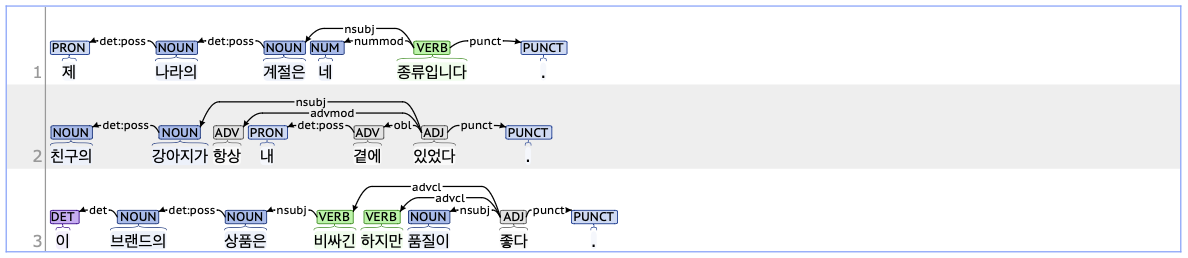 nsubj
PRON det:poss NOUN det:poss NOUN NUM nummod VERB punct PUNCT
1 제 나라의 계절은 네 종류입니다 .
nsubj
advmod
NOUN det:poss NOUN ADV PRON det:poss ADV obl ADJ punct PUNCT
2 친구의 강아지가 항상 내 곁에 있었다 .
advcl
advcl
DET det NOUN det:poss NOUN nsubj VERB VERB NOUN nsubj ADJ punct PUNCT
3 이 브랜드의 상품은 비싸긴 하지만 품질이 좋다 .